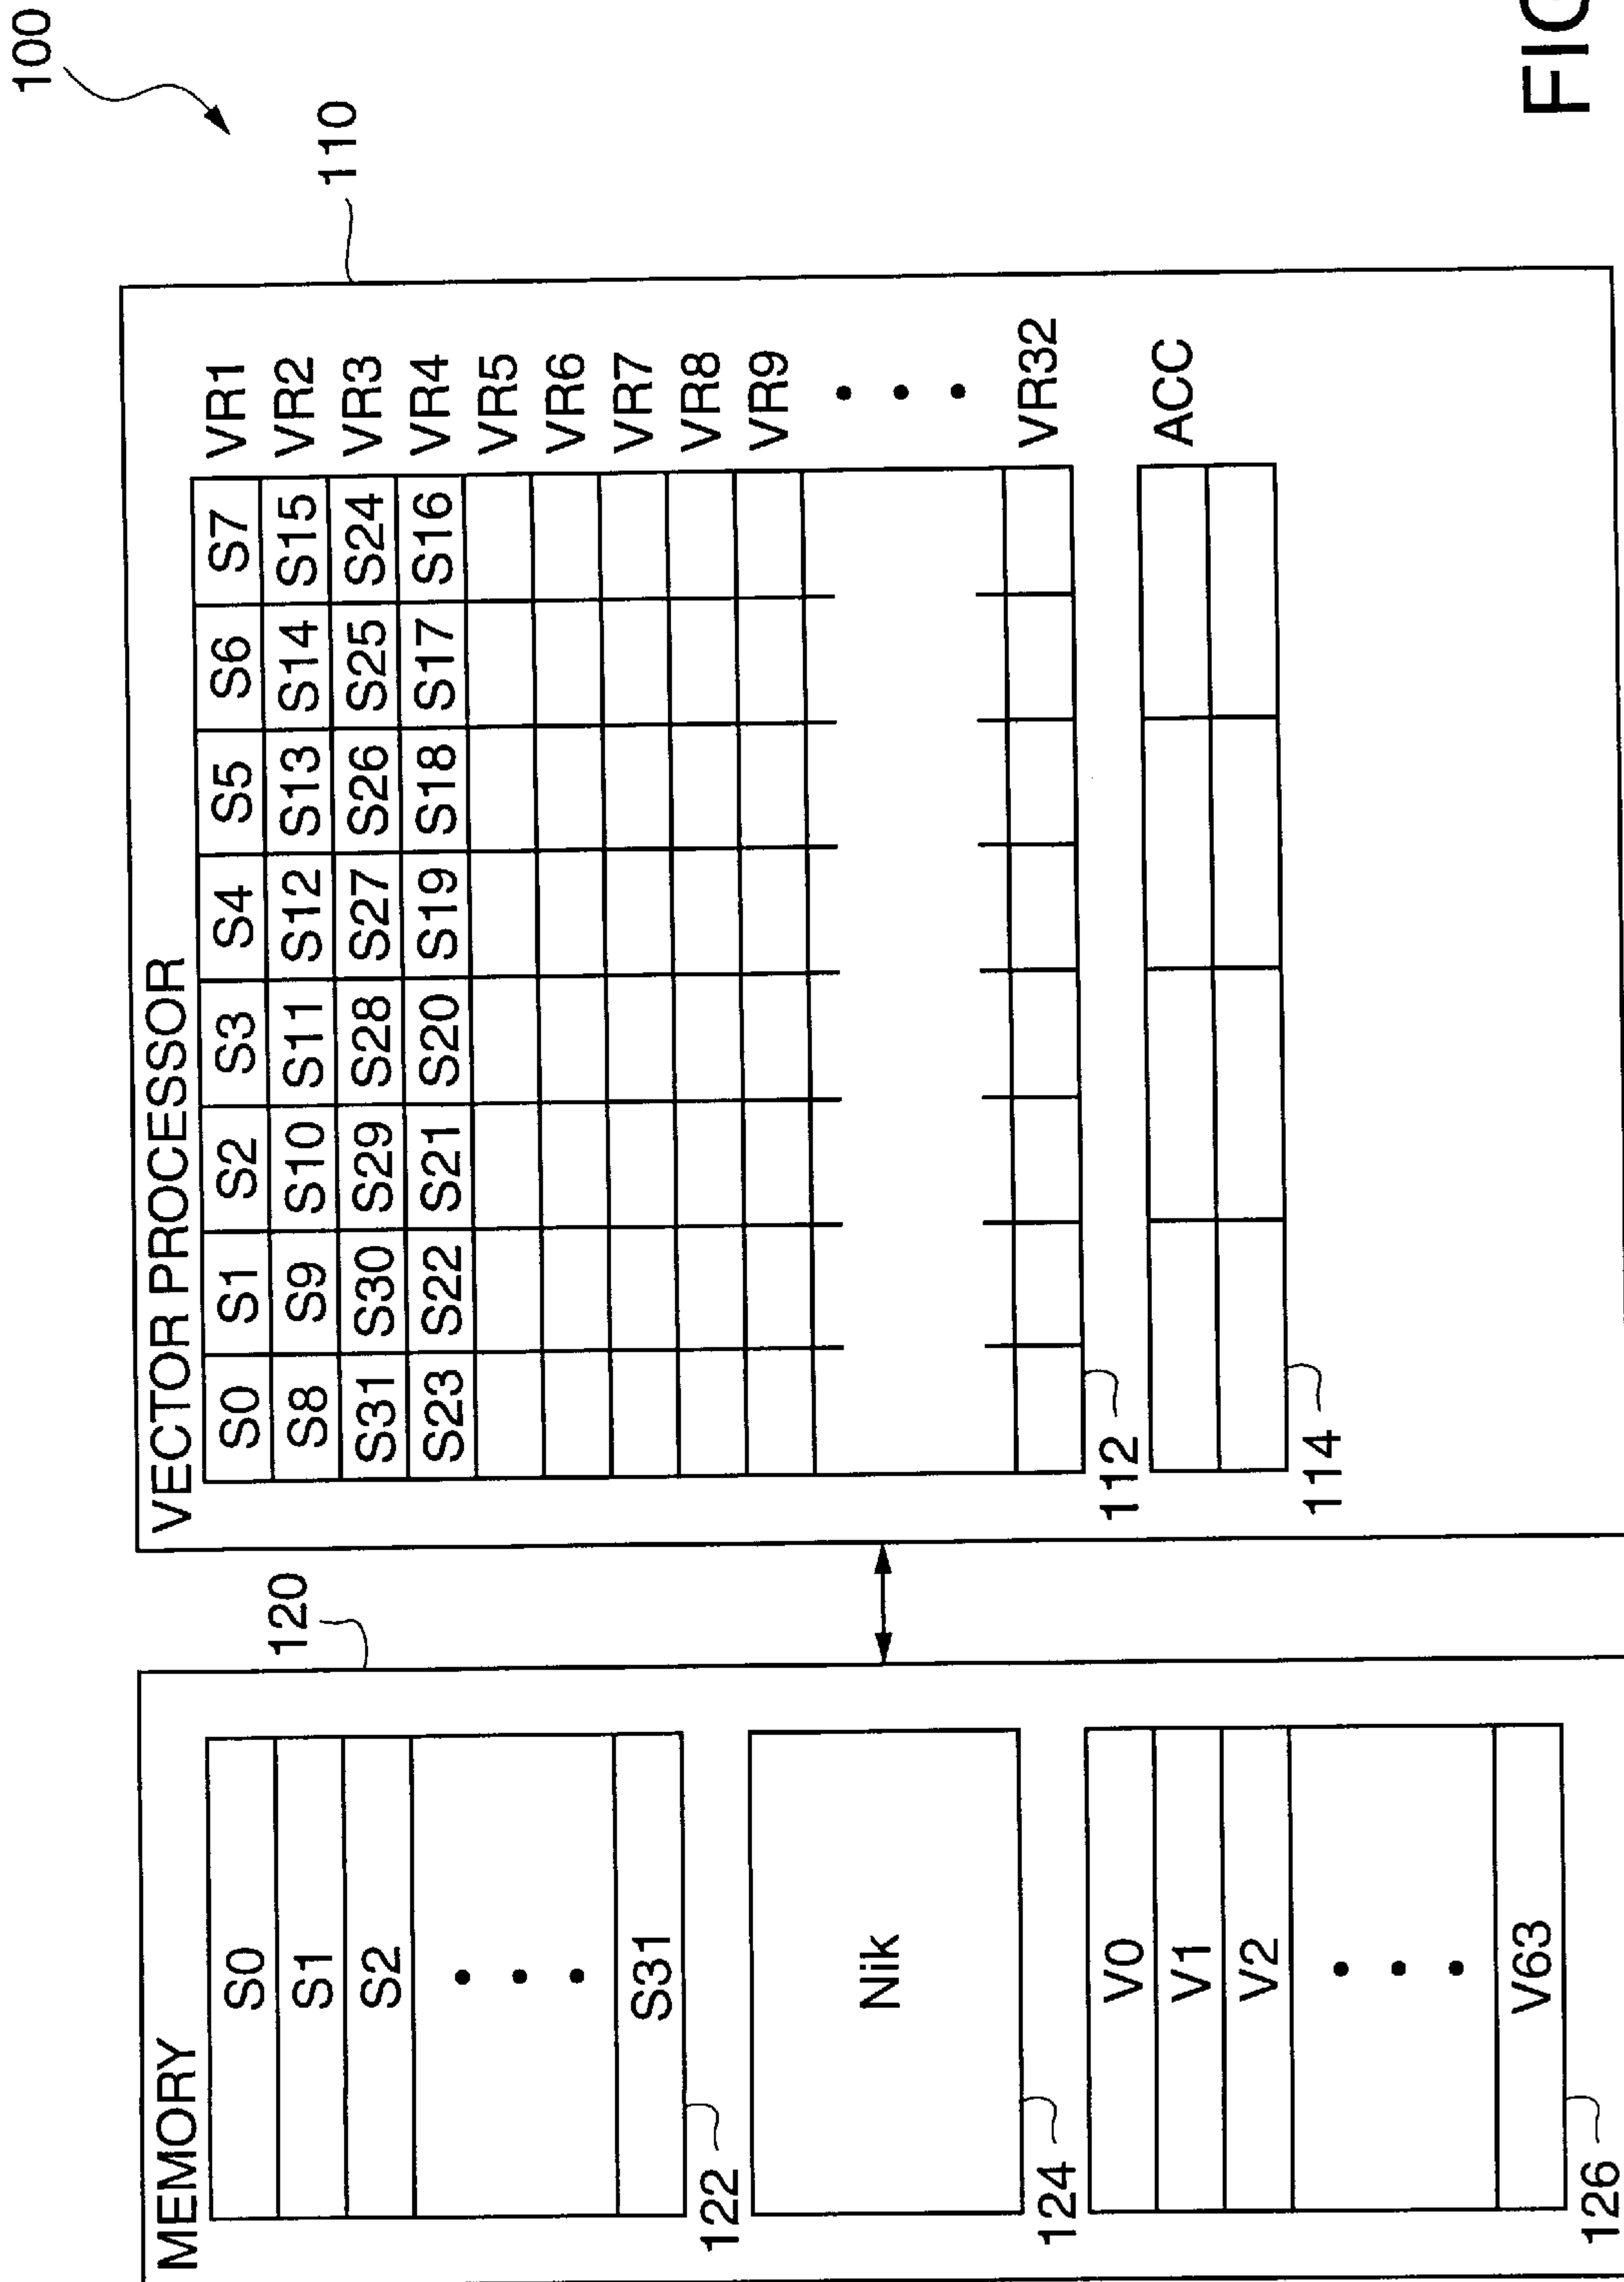 100
110
VECTOR PROCESSOR
S0 S1 S2 S3 S4 S5 S6 S7 VR1
S8 S9 S10 S11 S12 S13 S14 S15 VR2
S31 S30 S29 S28 S27 S26 S25 S24 VR3
S23 S22 S21 S20 S19 S18 S17 S16 VR4
VR5
VR6
VR7
VR8
VR9
VR32
112
ACC
114
120
MEMORY
S0
S1
S2
S31
122
Nik
124
V0
V1
V2
V63
126